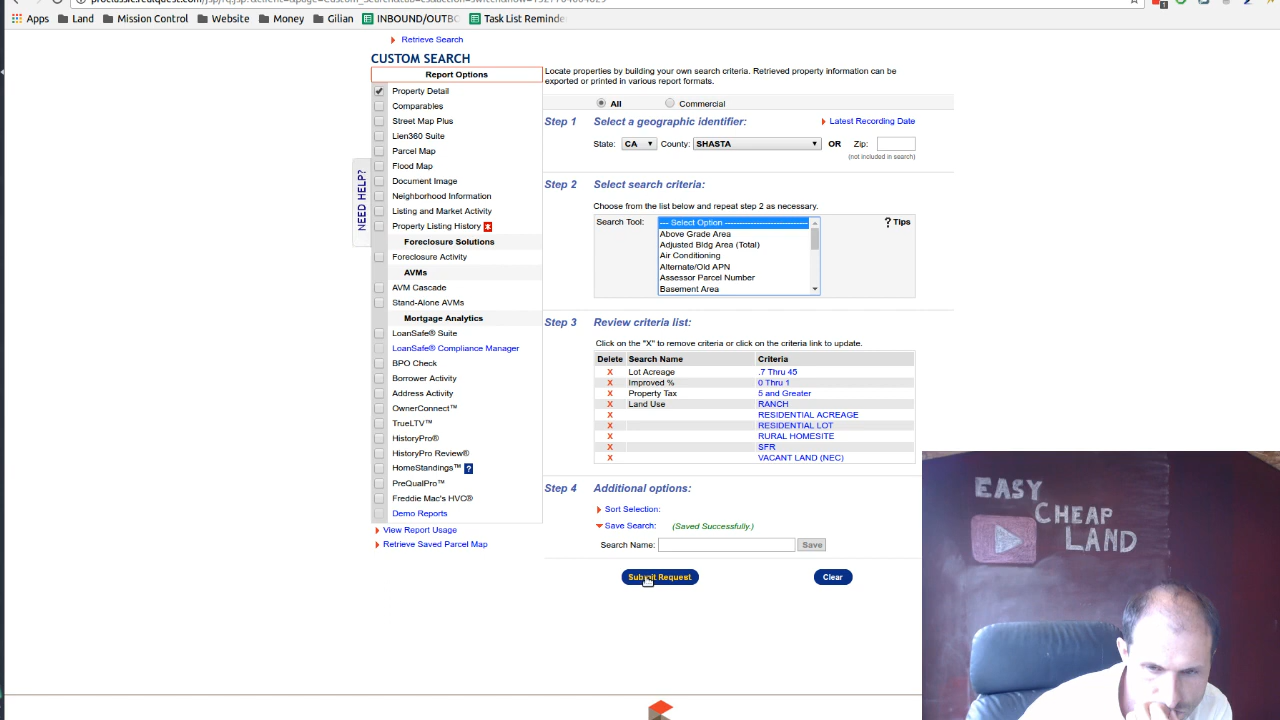 Apps Land Mission Control Website Money Gilian INBOUND/OUTBO Task List Reminde
Retrieve Search
CUSTOM SEARCH
Report Options
Property Detail
Comparables
Street Map Plus
Lien360 Suite
Parcel Map
Flood Map
Document Image
Neighborhood Information
Listing and Market Activity
Property Listing History
Foreclosure Solutions
Foreclosure Activity
AVMs
AVM Cascade
Stand-Alone AVMs
Mortgage Analytics
LoanSafe® Suite
LoanSafe® Compliance Manager
BPO Check
Borrower Activity
Address Activity
OwnerConnect™
TrueLTV™
HistoryPro®
HistoryPro Review®
HomeStandings™ ?
PreQualPro™
Freddie Mac's HVC®
Demo Reports
View Report Usage
Retrieve Saved Parcel Map
NEED HELP?
Locate properties by building your own search criteria. Retrieved property information can be
exported or printed in various report formats.
All Commercial
Step 1 Select a geographic identifier: Latest Recording Date
State: CA County: SHASTA OR Zip:
(not included in search)
Step 2 Select search criteria:
Choose from the list below and repeat step 2 as necessary.
Search Tool: --- Select Option ---------------------- ? Tips
Above Grade Area
Adjusted Bldg Area (Total)
Air Conditioning
Alternate/Old APN
Assessor Parcel Number
Basement Area
Step 3 Review criteria list:
Click on the "X" to remove criteria or click on the criteria link to update.
Delete Search Name Criteria
X Lot Acreage .7 Thru 45
X Improved % 0 Thru 1
X Property Tax 5 and Greater
X Land Use RANCH
X RESIDENTIAL ACREAGE
X RESIDENTIAL LOT
X RURAL HOMESITE
X SFR
X VACANT LAND (NEC)
Step 4 Additional options:
Sort Selection:
Save Search: (Saved Successfully.)
Search Name: Save
Submit Request Clear
EASY
CHEAP
LAND